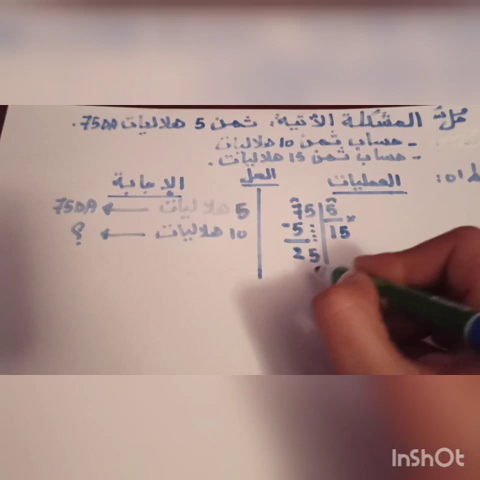 حل المشكلة الآتية: ثمن 5 هلاليات 75DA.
- حساب ثمن 10 هلاليات
- حساب ثمن 15 هلاليات.
ط 10:
العمليات الحل الإجابة
75 5 5 هلاليات ← 75DA
- 5 15 × 10 هلاليات ← ؟
25
InShOt